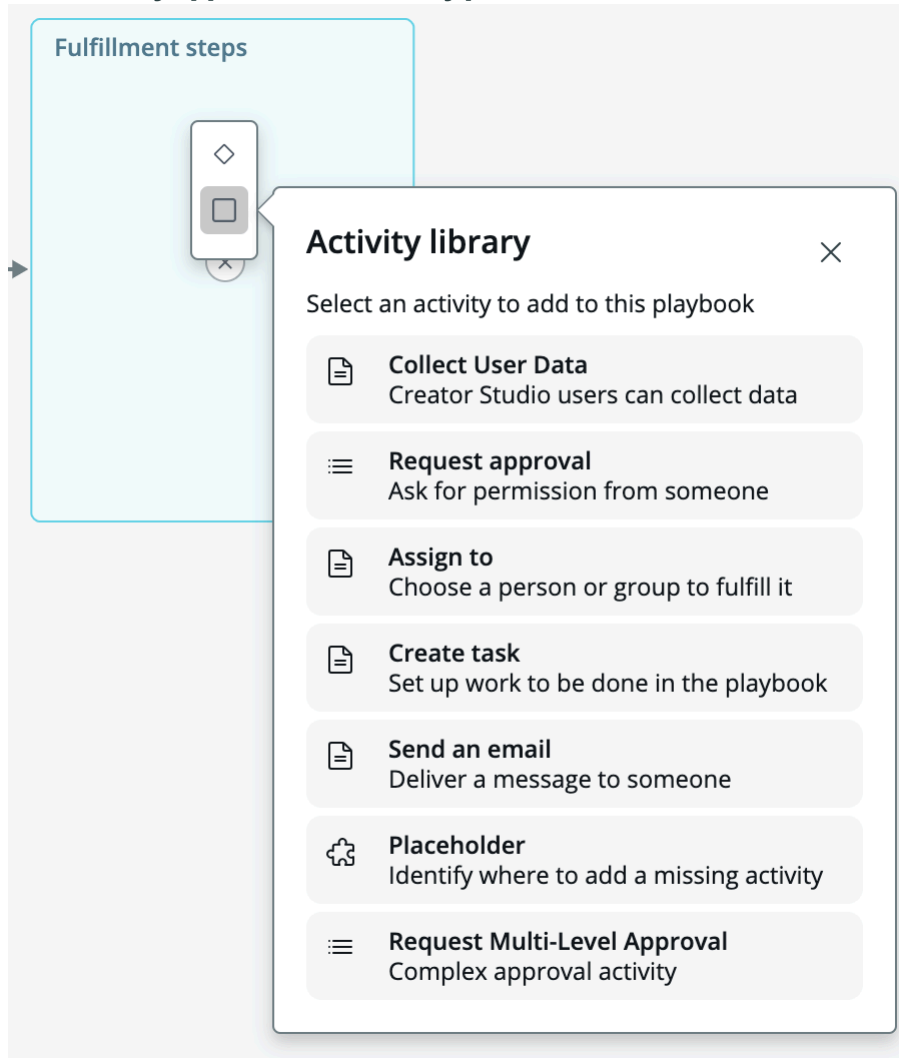 Fulfillment steps
Activity library
Select an activity to add to this playbook
Collect User Data
Creator Studio users can collect data
Request approval
Ask for permission from someone
Assign to
Choose a person or group to fulfill it
Create task
Set up work to be done in the playbook
Send an email
Deliver a message to someone
Placeholder
Identify where to add a missing activity
Request Multi-Level Approval
Complex approval activity